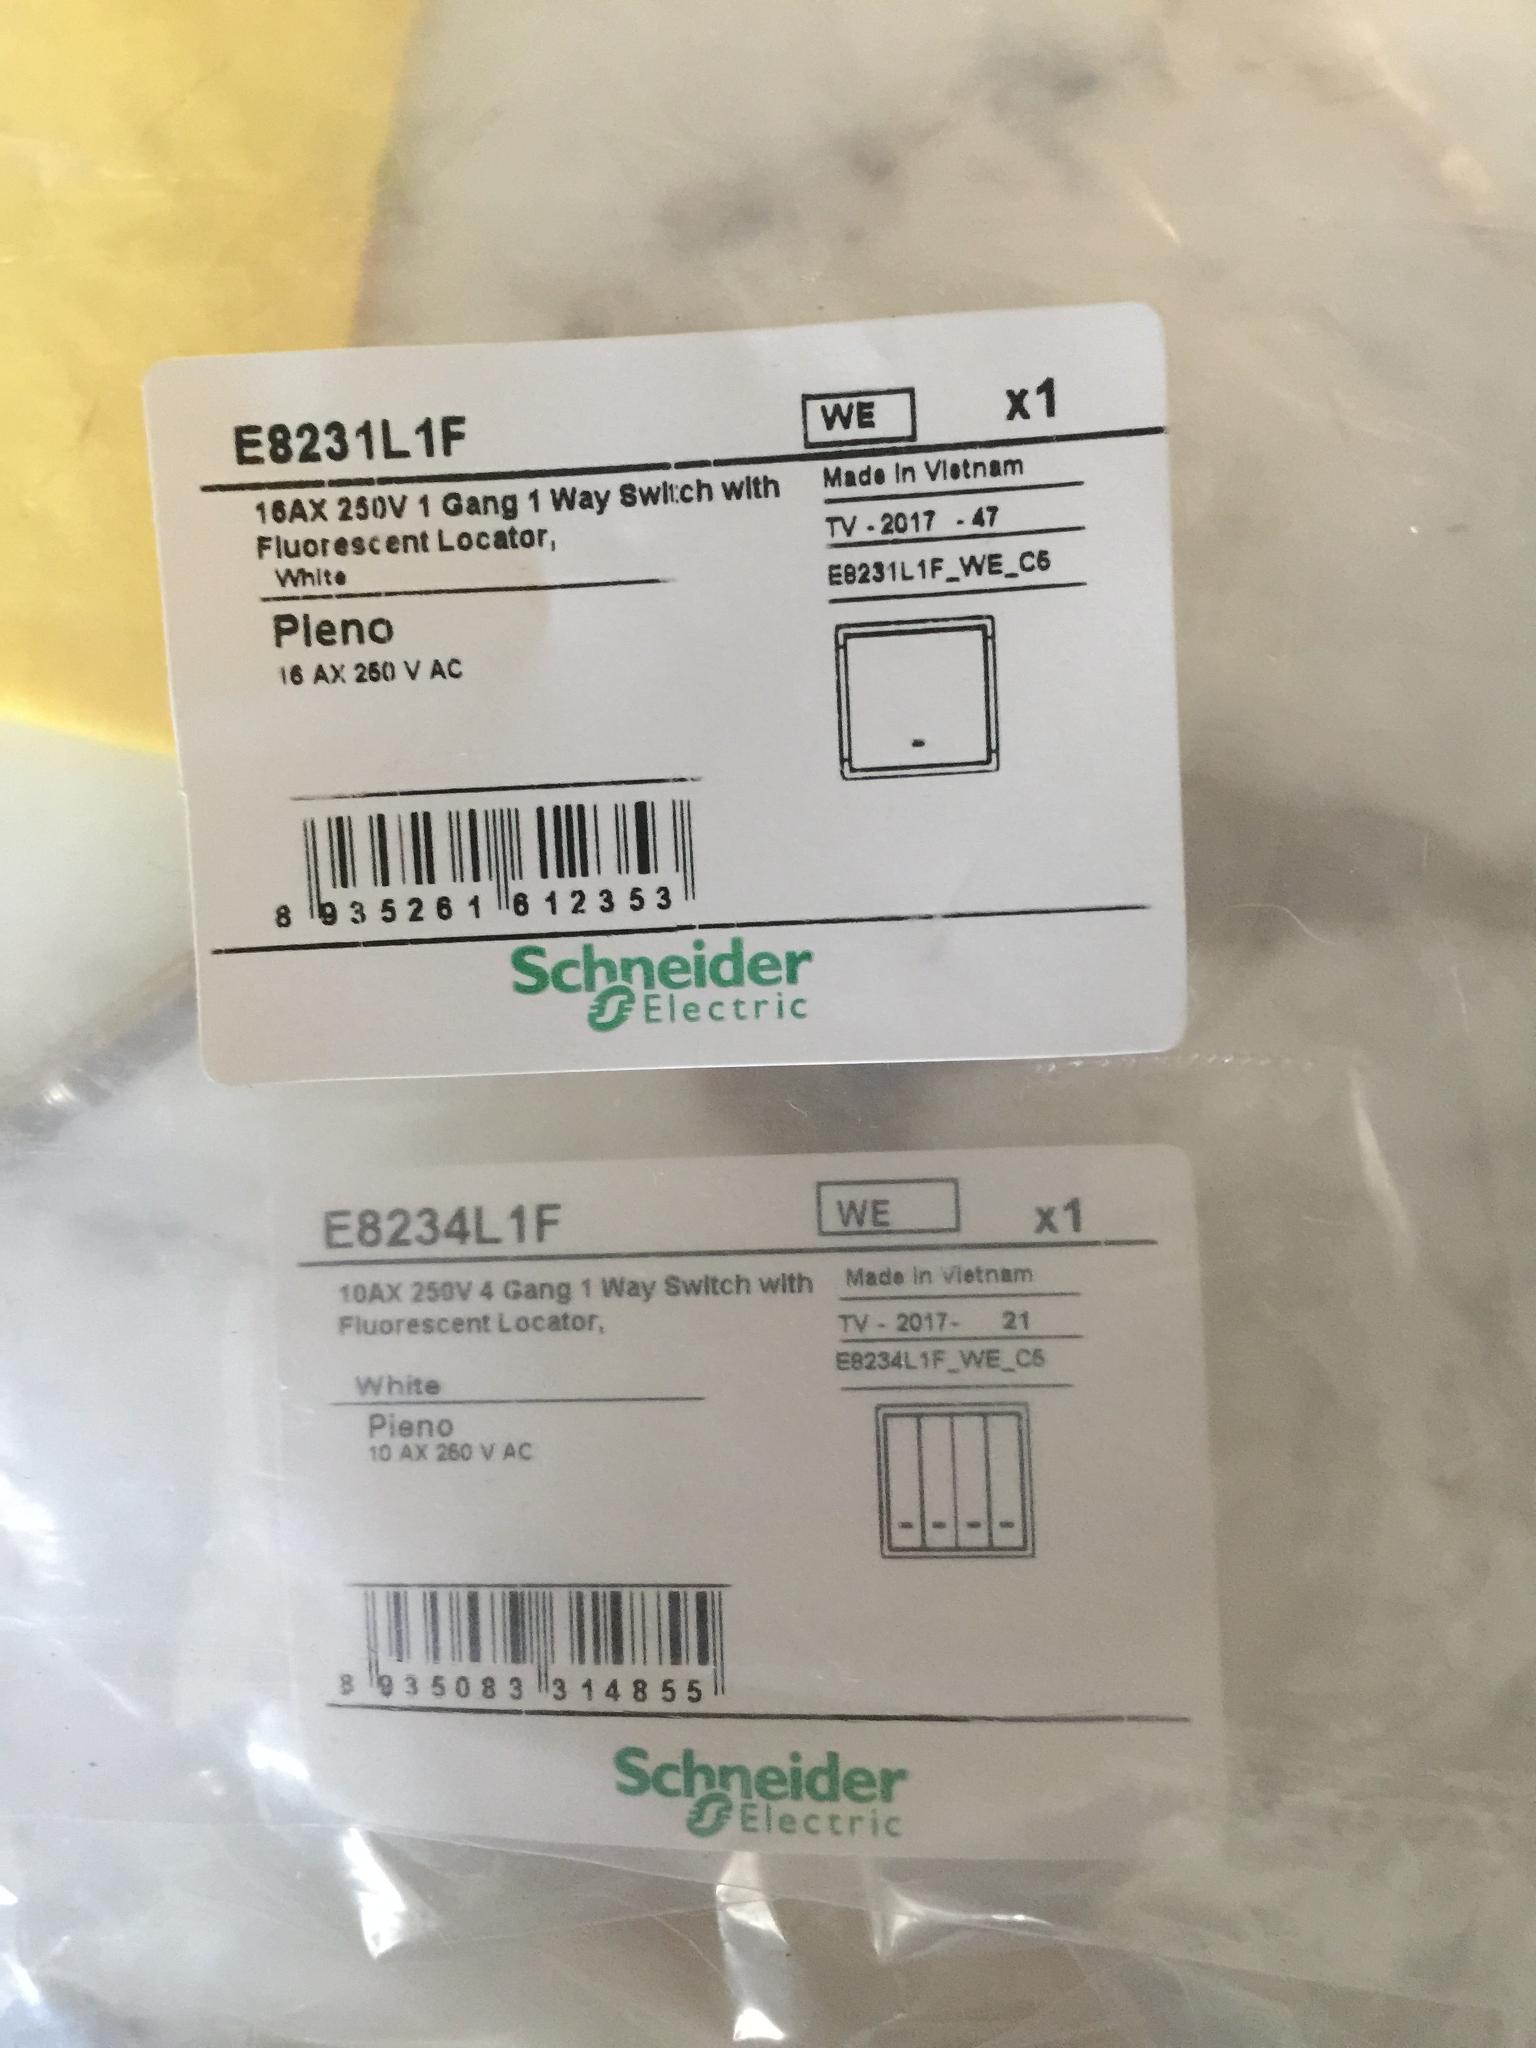 E8231L1F WE x1
16AX 250V 1 Gang 1 Way Switch with
Fluorescent Locator,
White
Pieno
16 AX 250 V AC
Made in Vietnam
TV - 2017 - 47
E8231L1F_WE_C5
8 935261 612353
Schneider
Electric
E8234L1F WE x1
10AX 250V 4 Gang 1 Way Switch with
Fluorescent Locator,
White
Pieno
10 AX 250 V AC
Made in Vietnam
TV - 2017- 21
E8234L1F_WE_C5
8 935083 314855
Schneider
Electric